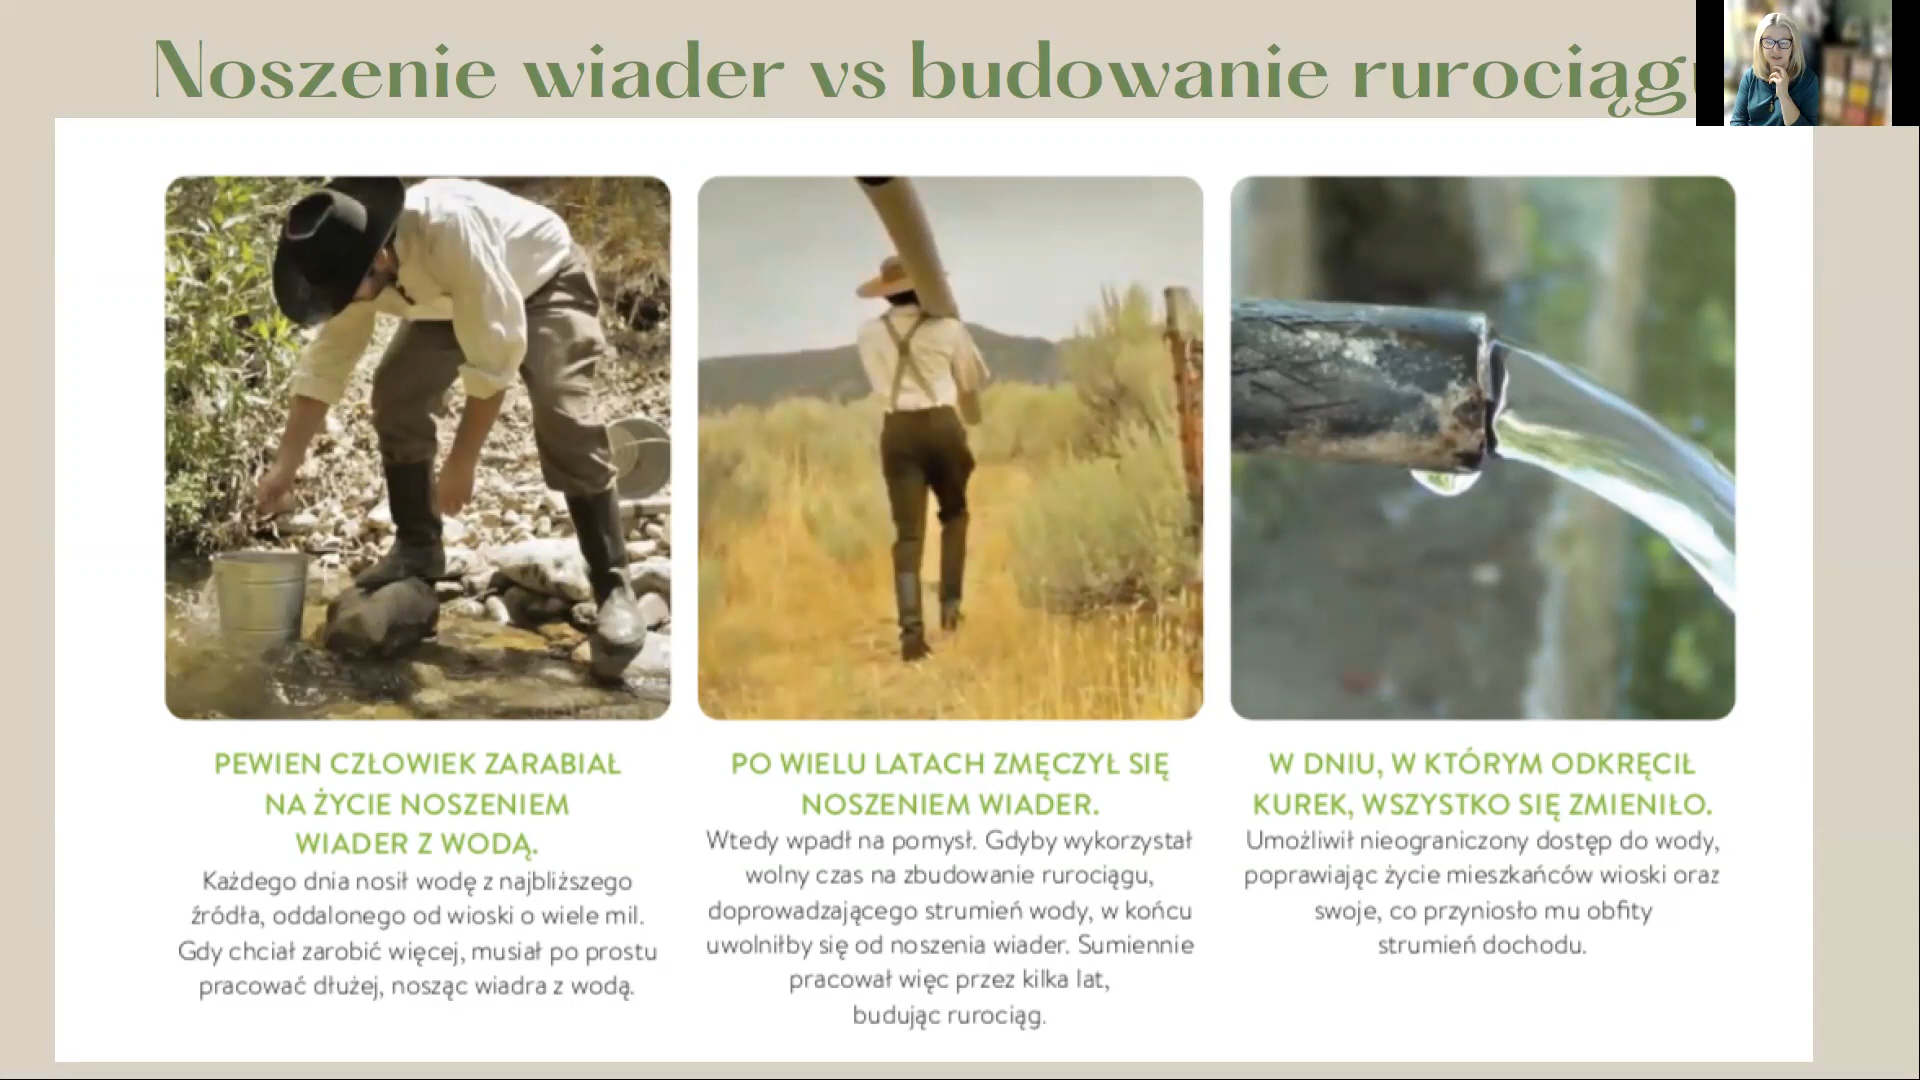 Noszenie wiader vs budowanie rurociągu
PEWIEN CZŁOWIEK ZARABIAŁ
NA ŻYCIE NOSZENIEM
WIADER Z WODĄ.
Każdego dnia nosił wodę z najbliższego
źródła, oddalonego od wioski o wiele mil.
Gdy chciał zarobić więcej, musiał po prostu
pracować dłużej, nosząc wiadra z wodą.
PO WIELU LATACH ZMĘCZYŁ SIĘ
NOSZENIEM WIADER.
Wtedy wpadł na pomysł. Gdyby wykorzystał
wolny czas na zbudowanie rurociągu,
doprowadzającego strumień wody, w końcu
uwolniłby się od noszenia wiader. Sumiennie
pracował więc przez kilka lat,
budując rurociąg.
W DNIU, W KTÓRYM ODKRĘCIŁ
KUREK, WSZYSTKO SIĘ ZMIENIŁO.
Umożliwił nieograniczony dostęp do wody,
poprawiając życie mieszkańców wioski oraz
swoje, co przyniosło mu obfity
strumień dochodu.